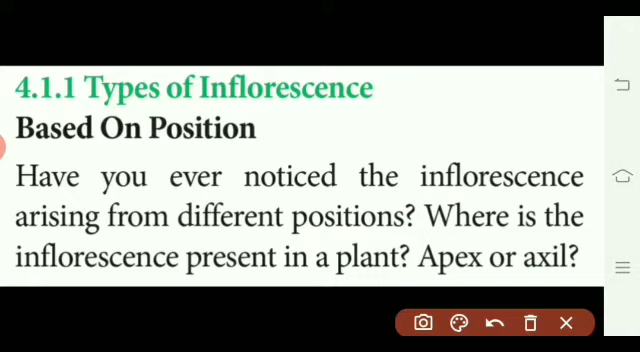 4.1.1 Types of Inflorescence
Based On Position
Have you ever noticed the inflorescence
arising from different positions? Where is the
inflorescence present in a plant? Apex or axil?